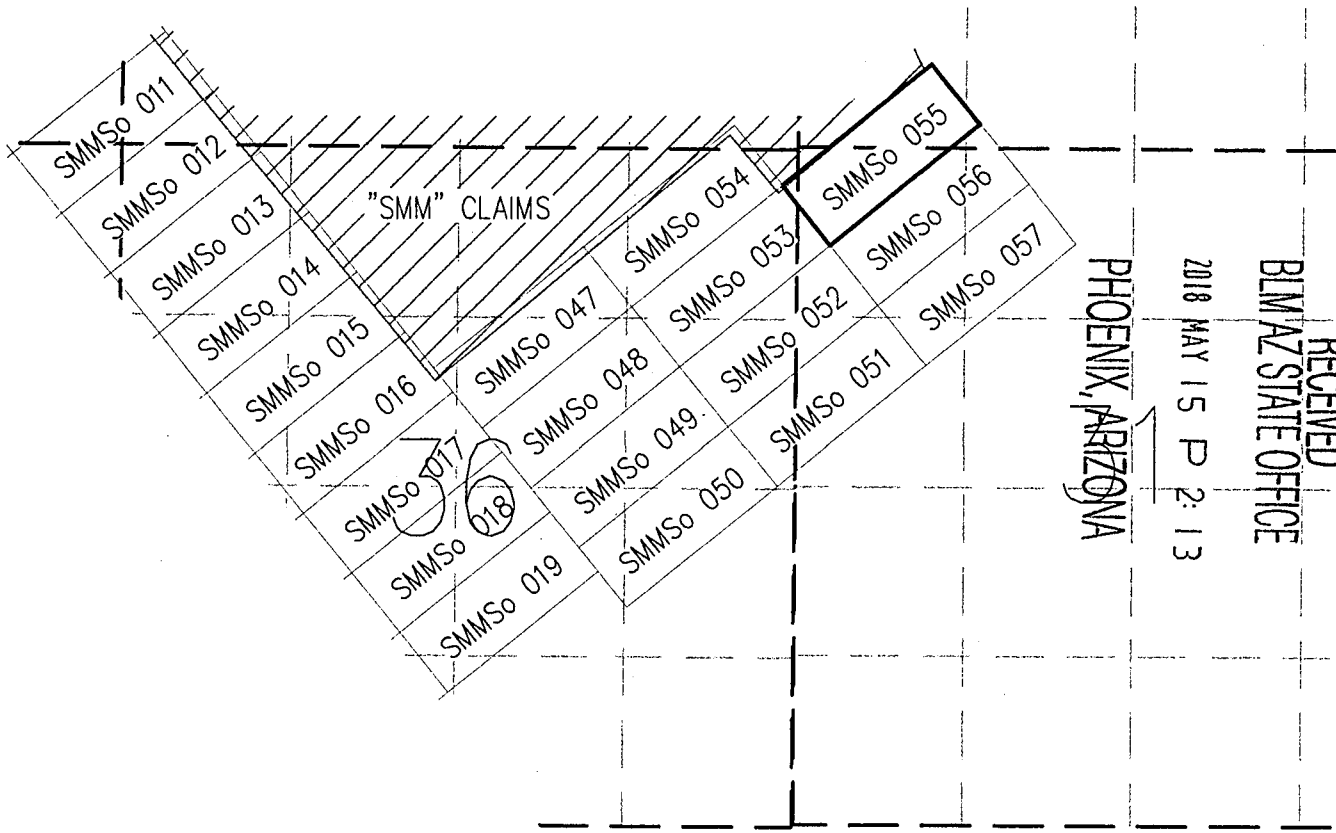 SMMSo 011
SMMSo 012
SMMSo 013
SMMSo 014
SMMSo 015
SMMSo 016
SMMSo 017
SMMSo 018
SMMSo 019
36
"SMM" CLAIMS
SMMSo 047
SMMSo 048
SMMSo 049
SMMSo 050
SMMSo 054
SMMSo 053
SMMSo 052
SMMSo 051
SMMSo 055
SMMSo 056
SMMSo 057
RECEIVED
BLM AZ STATE OFFICE
2018 MAY 15 P 2:13
PHOENIX, ARIZONA